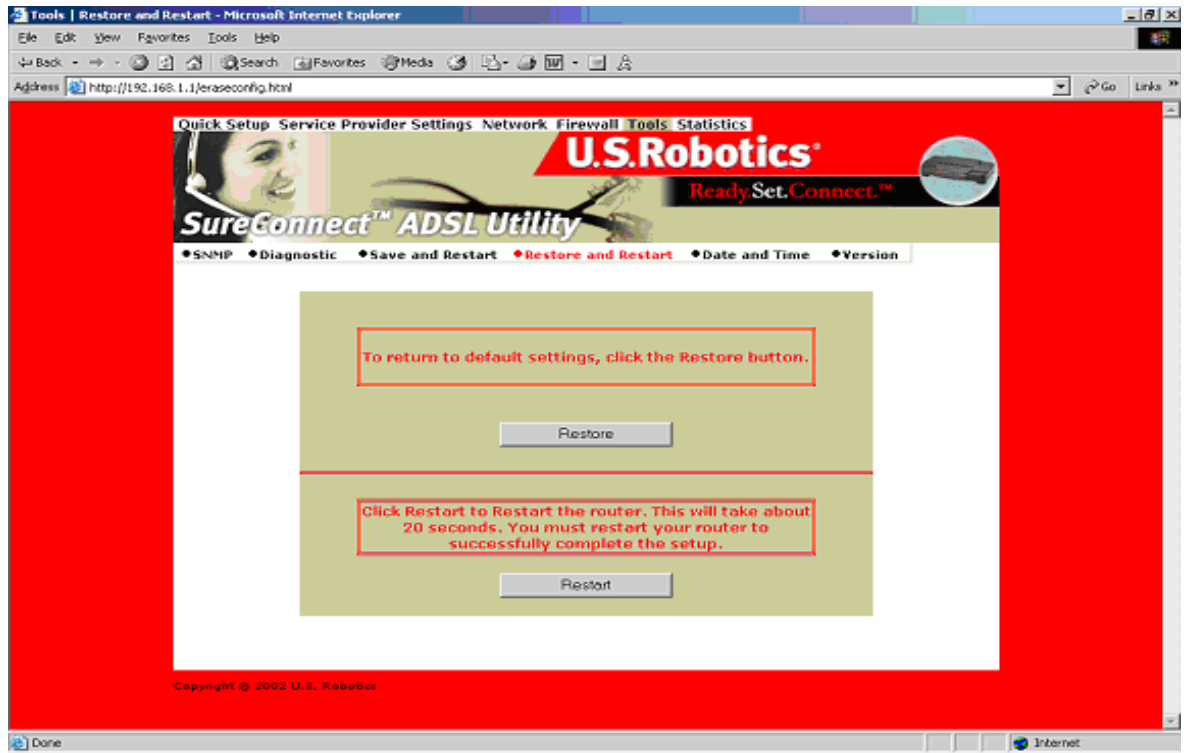 Tools | Restore and Restart - Microsoft Internet Explorer
File Edit View Favorites Tools Help
Back Search Favorites Media
Address http://192.168.1.1/eraseconfig.html Go Links »
Quick Setup Service Provider Settings Network Firewall Tools Statistics
U.S.Robotics®
Ready.Set.Connect.™
SureConnect™ ADSL Utility
SNMP Diagnostic Save and Restart Restore and Restart Date and Time Version
To return to default settings, click the Restore button.
Restore
Click Restart to Restart the router. This will take about
20 seconds. You must restart your router to
successfully complete the setup.
Restart
Copyright © 2002 U.S. Robotics
Done Internet